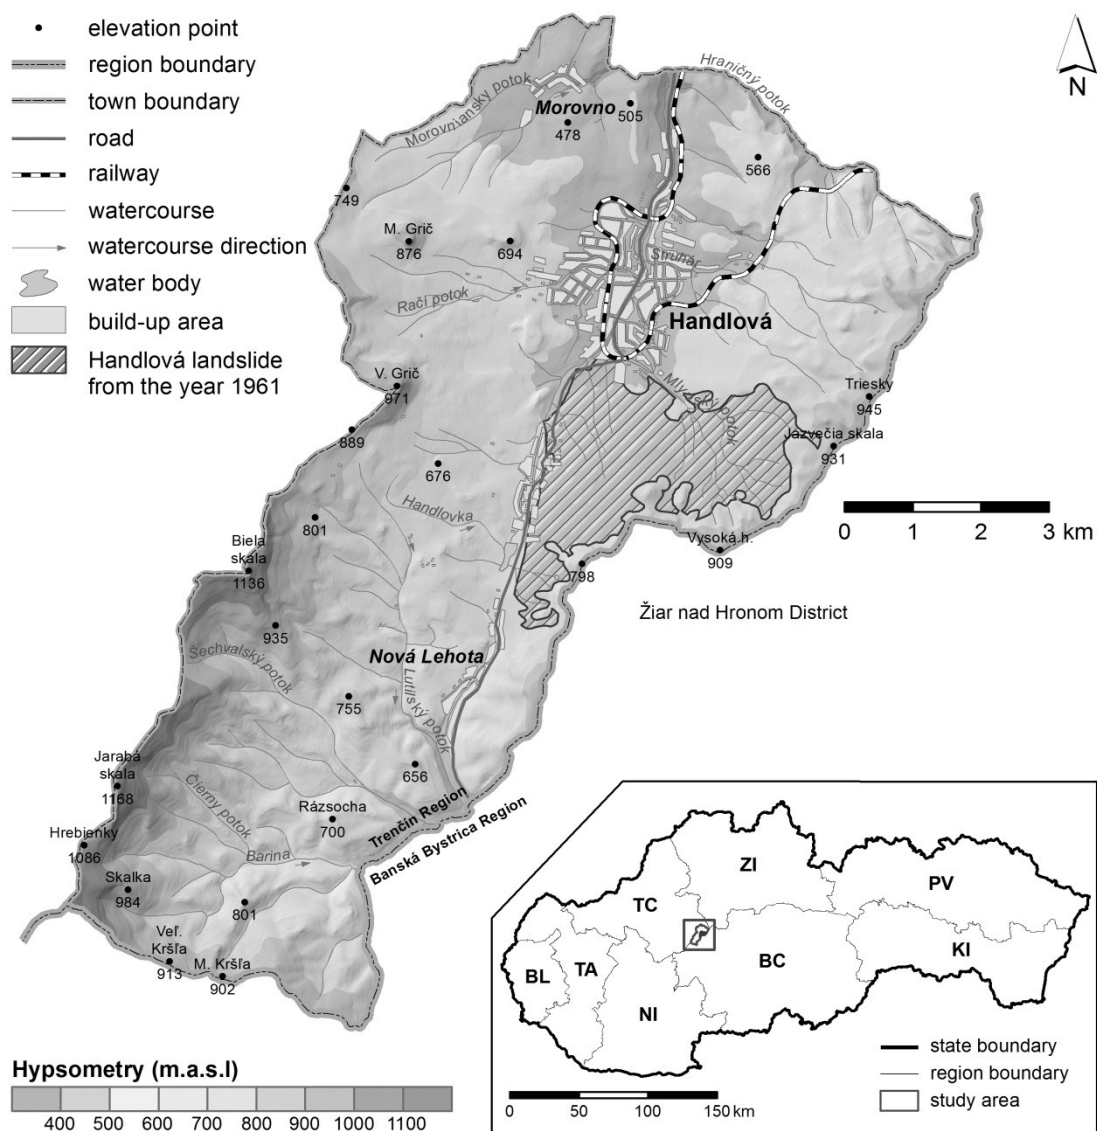 elevation point
region boundary
town boundary
road
railway
watercourse
watercourse direction
water body
build-up area
Handlová landslide
from the year 1961
N
Hraničný potok
Morovniansky potok
Morovno
505
478
566
749
M. Grič
876
694
Struhár
Račí potok
Handlová
V. Grič
971
Mlynský potok
Triesky
945
889
Jazvečia skala
931
676
Handlovka
0 1 2 3 km
801
Vysoká h.
909
Biela
skala
1136
798
Žiar nad Hronom District
935
Nová Lehota
Šechvalský potok
Lutilský potok
755
656
Jarabá
skala
1168
Čierny potok
Rázsocha
700
Trenčín Region
Banská Bystrica Region
Hrebienky
1086
Barina
Skalka
984
801
Veľ.
Kršľa
913
M. Kršľa
902
ZI
PV
TC
KI
BL
TA
BC
NI
state boundary
region boundary
study area
0 50 100 150 km
Hypsometry (m.a.s.l)
400 500 600 700 800 900 1000 1100